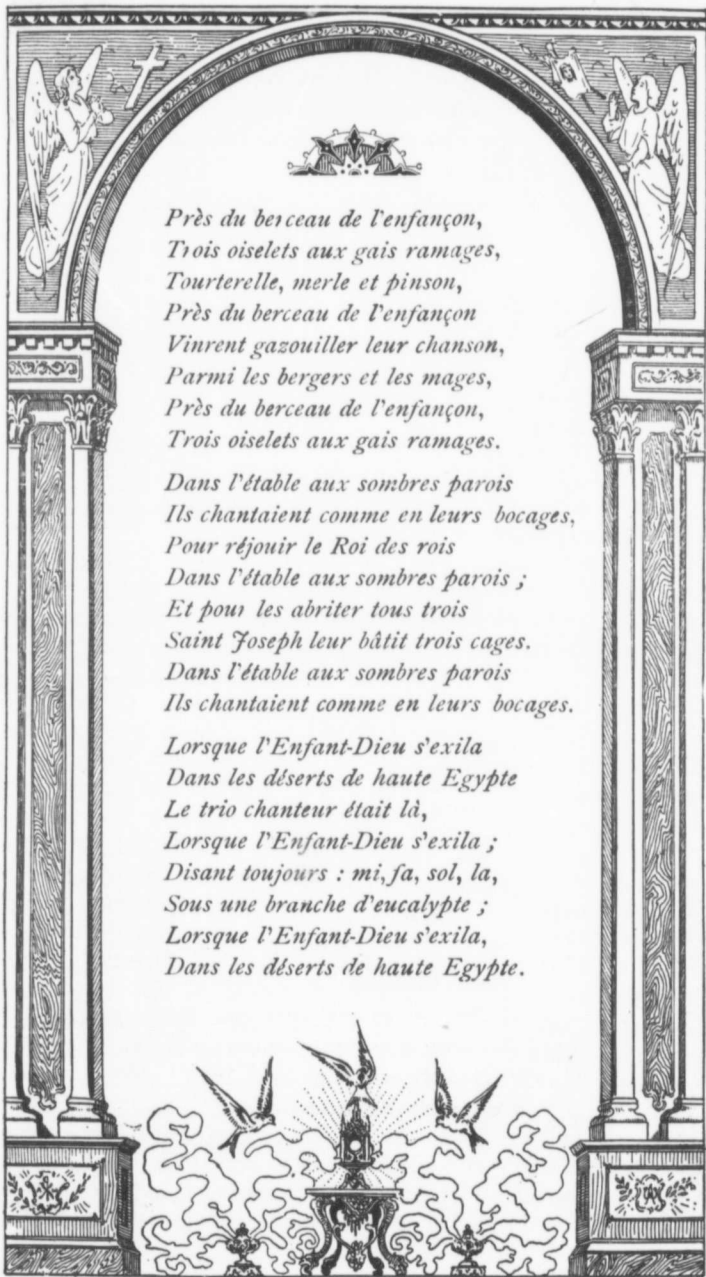 Près du berceau de l'enfançon,
Trois oiselets aux gais ramages,
Tourterelle, merle et pinson,
Près du berceau de l'enfançon
Vinrent gazouiller leur chanson,
Parmi les bergers et les mages,
Près du berceau de l'enfançon,
Trois oiselets aux gais ramages.
Dans l'étable aux sombres parois
Ils chantaient comme en leurs bocages,
Pour réjouir le Roi des rois
Dans l'étable aux sombres parois ;
Et pour les abriter tous trois
Saint Joseph leur bâtit trois cages.
Dans l'étable aux sombres parois
Ils chantaient comme en leurs bocages.
Lorsque l'Enfant-Dieu s'exila
Dans les déserts de haute Egypte
Le trio chanteur était là,
Lorsque l'Enfant-Dieu s'exila ;
Disant toujours : mi, fa, sol, la,
Sous une branche d'eucalypte ;
Lorsque l'Enfant-Dieu s'exila,
Dans les déserts de haute Egypte.